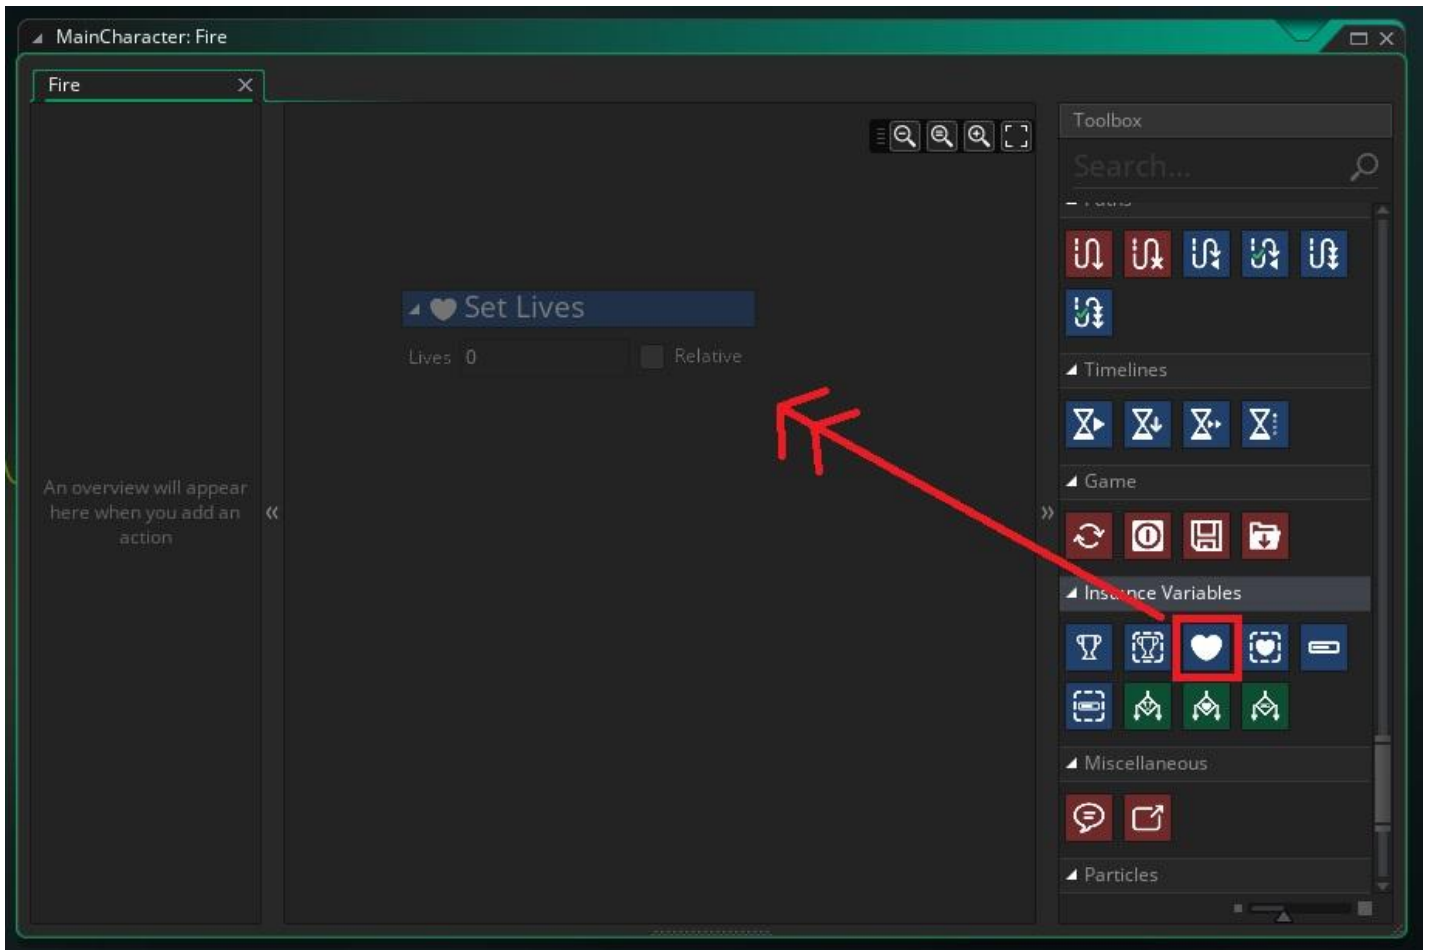 MainCharacter: Fire
Fire
An overview will appear
here when you add an
action
Set Lives
Lives 0 Relative
Toolbox
Search...
Paths
Timelines
Game
Instance Variables
Miscellaneous
Particles